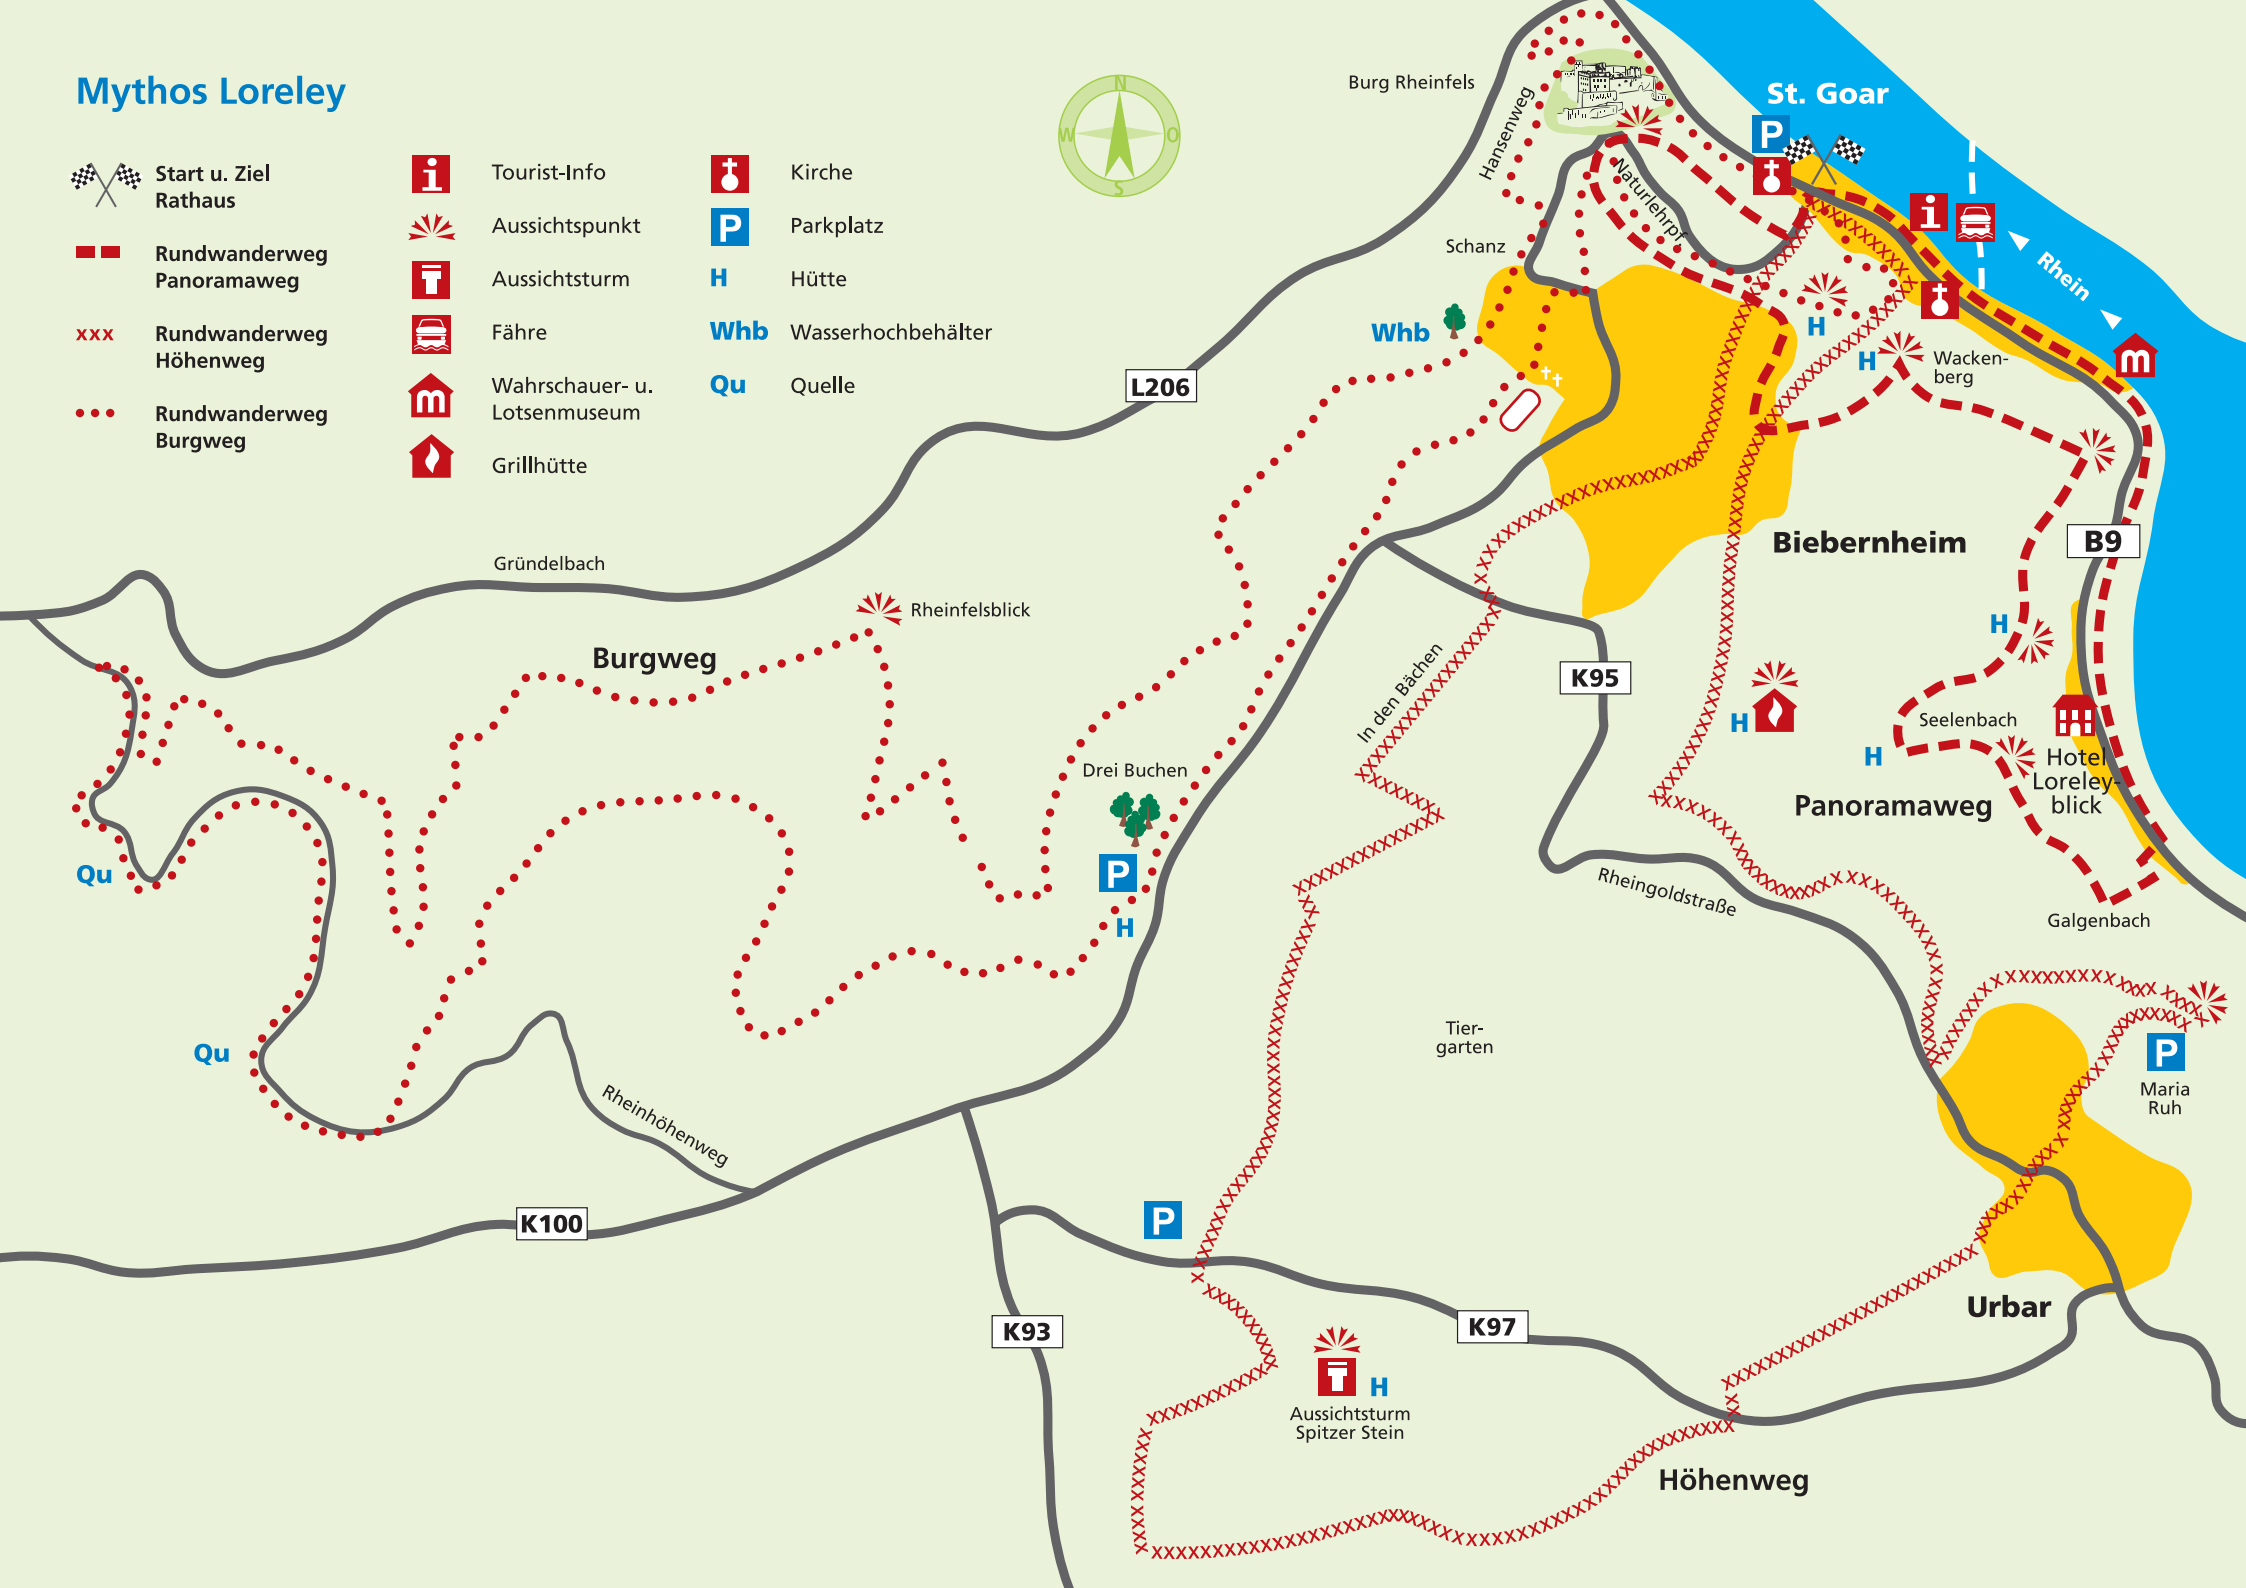 Mythos Loreley
Start u. Ziel
Rathaus
Rundwanderweg
Panoramaweg
xxx
Rundwanderweg
Höhenweg
Rundwanderweg
Burgweg
i
Tourist-Info
Aussichtspunkt
Aussichtsturm
Fähre
m
Wahrschauer- u.
Lotsenmuseum
Grillhütte
Kirche
P
Parkplatz
H
Hütte
Whb
Wasserhochbehälter
Qu
Quelle
N
W
O
S
Burg Rheinfels
Hansenweg
Naturlehrpf
Schanz
Whb
St. Goar
P
i
Rhein
m
H
H
Wacken-
berg
L206
Gründelbach
Rheinfelsblick
Burgweg
Biebernheim
B9
H
K95
In den Bächen
H
Seelenbach
H
Hotel
Loreley-
blick
Panoramaweg
Drei Buchen
P
H
Qu
Qu
Rheingoldstraße
Galgenbach
Tier-
garten
P
Maria
Ruh
Rheinhöhenweg
K100
P
K93
K97
Urbar
H
Aussichtsturm
Spitzer Stein
Höhenweg